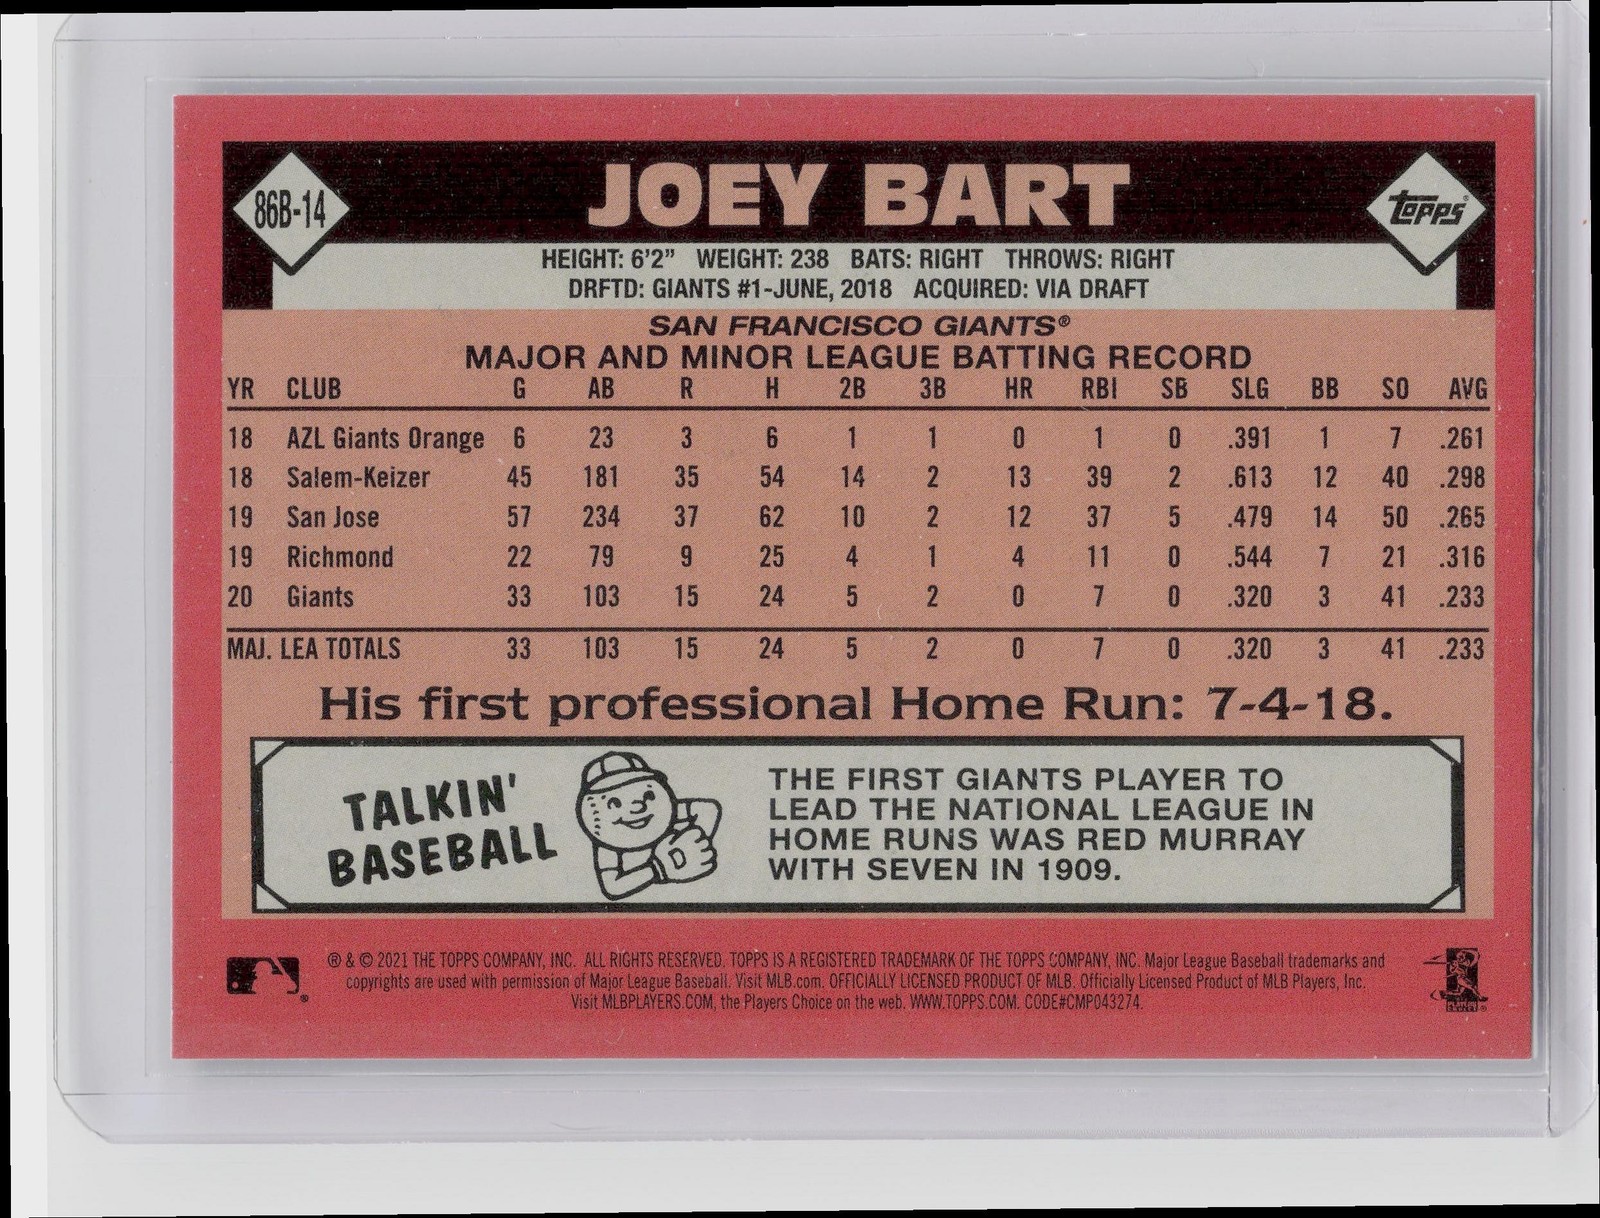 86B-14
JOEY BART
topps®
HEIGHT: 6'2" WEIGHT: 238 BATS: RIGHT THROWS: RIGHT
DRFTD: GIANTS #1-JUNE, 2018 ACQUIRED: VIA DRAFT
SAN FRANCISCO GIANTS®
MAJOR AND MINOR LEAGUE BATTING RECORD
YR CLUB G AB R H 2B 3B HR RBI SB SLG BB SO AVG
18 AZL Giants Orange 6 23 3 6 1 1 0 1 0 .391 1 7 .261
18 Salem-Keizer 45 181 35 54 14 2 13 39 2 .613 12 40 .298
19 San Jose 57 234 37 62 10 2 12 37 5 .479 14 50 .265
19 Richmond 22 79 9 25 4 1 4 11 0 .544 7 21 .316
20 Giants 33 103 15 24 5 2 0 7 0 .320 3 41 .233
MAJ. LEA TOTALS 33 103 15 24 5 2 0 7 0 .320 3 41 .233
His first professional Home Run: 7-4-18.
TALKIN'
BASEBALL
THE FIRST GIANTS PLAYER TO
LEAD THE NATIONAL LEAGUE IN
HOME RUNS WAS RED MURRAY
WITH SEVEN IN 1909.
® & © 2021 THE TOPPS COMPANY, INC. ALL RIGHTS RESERVED. TOPPS IS A REGISTERED TRADEMARK OF THE TOPPS COMPANY, INC. Major League Baseball trademarks and
copyrights are used with permission of Major League Baseball. Visit MLB.com. OFFICIALLY LICENSED PRODUCT OF MLB. Officially Licensed Product of MLB Players, Inc.
Visit MLBPLAYERS.COM, the Players Choice on the web. WWW.TOPPS.COM. CODE#CMP043274.